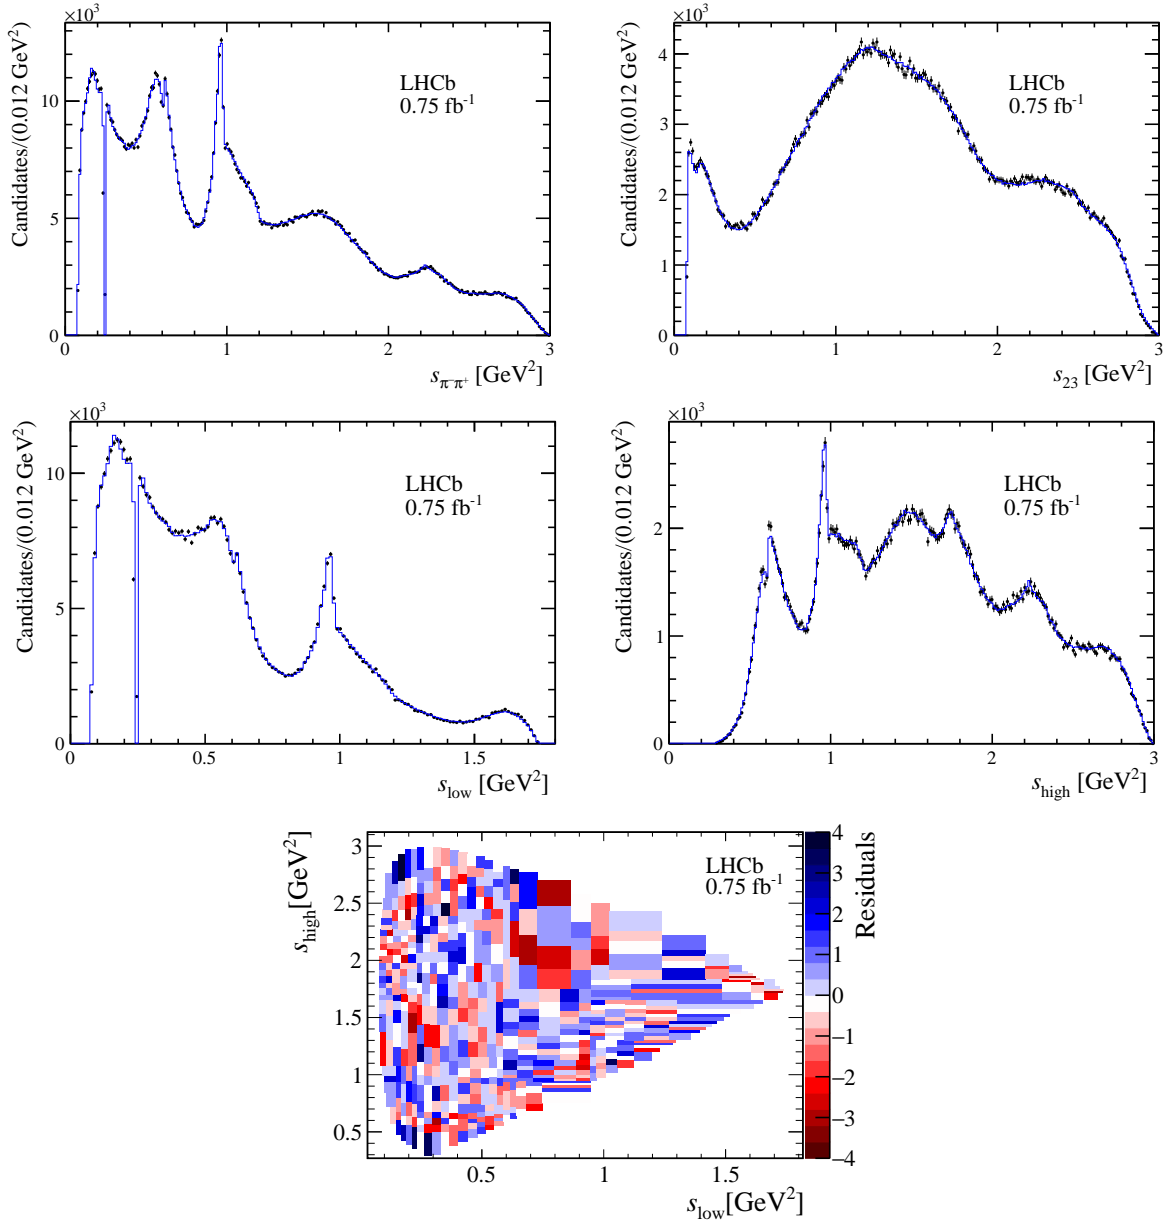 ×10³
Candidates/(0.012 GeV²)
10
5
0
LHCb
0.75 fb⁻¹
0 1 2 3
s_π⁻π⁺ [GeV²]
×10³
Candidates/(0.012 GeV²)
4
3
2
1
0
LHCb
0.75 fb⁻¹
0 1 2 3
s₂₃ [GeV²]
×10³
Candidates/(0.012 GeV²)
10
5
0
LHCb
0.75 fb⁻¹
0 0.5 1 1.5
s_low [GeV²]
×10³
Candidates/(0.012 GeV²)
2
1
0
LHCb
0.75 fb⁻¹
0 1 2 3
s_high [GeV²]
s_high[GeV²]
3
2.5
2
1.5
1
0.5
LHCb
0.75 fb⁻¹
0.5 1 1.5
s_low[GeV²]
4
3
2
1
0
−1
−2
−3
−4
Residuals